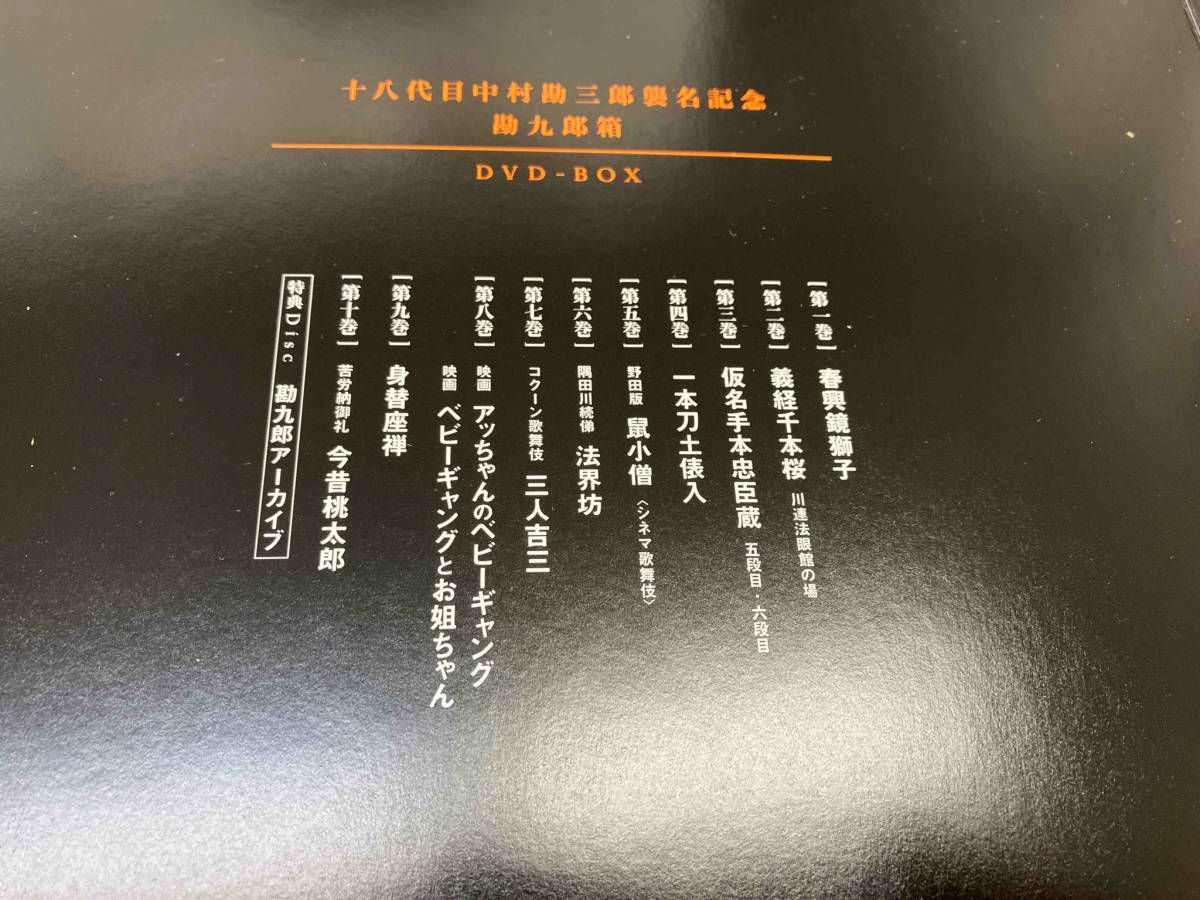 十八代目中村勘三郎襲名記念
勘九郎箱
DVD-BOX
［第一巻］ 春興鏡獅子
［第二巻］ 義経千本桜 川連法眼館の場
［第三巻］ 仮名手本忠臣蔵 五段目・六段目
［第四巻］ 一本刀土俵入
［第五巻］ 野田版 鼠小僧 〈シネマ歌舞伎〉
［第六巻］ 隅田川続俤 法界坊
［第七巻］ コクーン歌舞伎 三人吉三
［第八巻］ 映画 アッちゃんのベビーギャング
映画 ベビーギャングとお姐ちゃん
［第九巻］ 身替座禅
［第十巻］ 苦労納御礼 今昔桃太郎
特典Disc 勘九郎アーカイブ